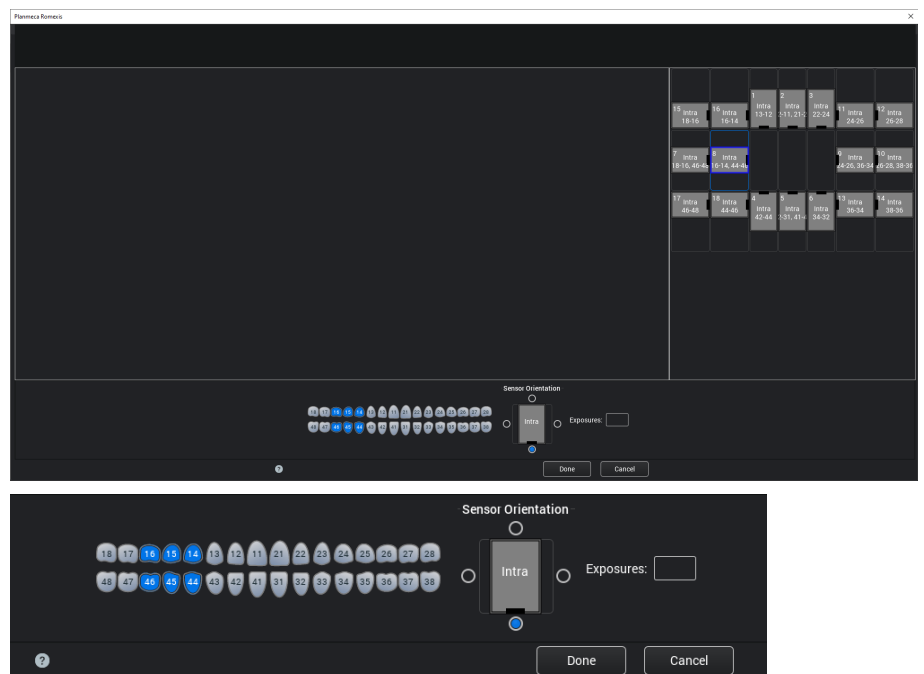 Planmeca Romexis
15 Intra 18-16
16 Intra 16-14
1 Intra 13-12
2 Intra
3 Intra 22-24
11 Intra 24-26
12 Intra 26-28
7 Intra 18-16, 46-48
8 Intra 16-14, 44-46
9 Intra 24-26, 36-34
10 Intra 26-28, 38-36
17 Intra 46-48
18 Intra 44-46
4 Intra 42-44
5 Intra
6 Intra 34-32
13 Intra 36-34
14 Intra 38-36
Sensor Orientation
18 17 16 15 14 13 12 11 21 22 23 24 25 26 27 28
48 47 46 45 44 43 42 41 31 32 33 34 35 36 37 38
Intra
Exposures:
?
Done
Cancel
Sensor Orientation
18 17 16 15 14 13 12 11 21 22 23 24 25 26 27 28
48 47 46 45 44 43 42 41 31 32 33 34 35 36 37 38
Intra
Exposures:
?
Done
Cancel